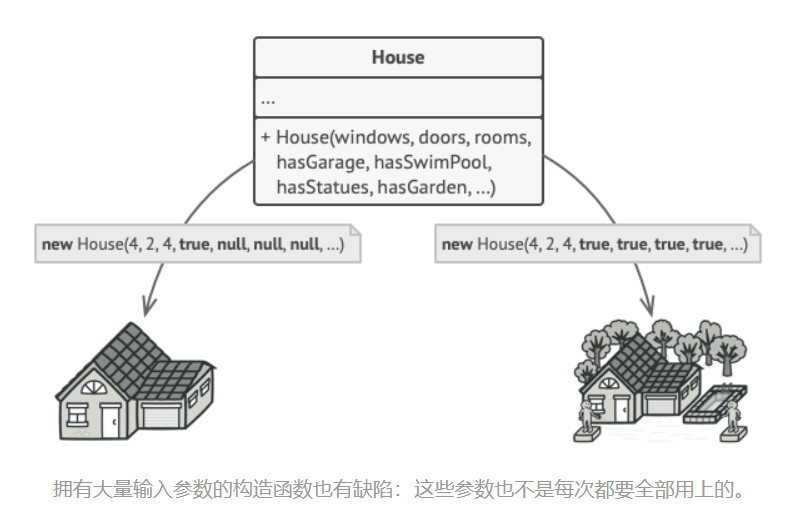 House
...
+ House(windows, doors, rooms,
hasGarage, hasSwimPool,
hasStatues, hasGarden, ...)
new House(4, 2, 4, true, null, null, null, ...)
new House(4, 2, 4, true, true, true, true, ...)
拥有大量输入参数的构造函数也有缺陷：这些参数也不是每次都要全部用上的。